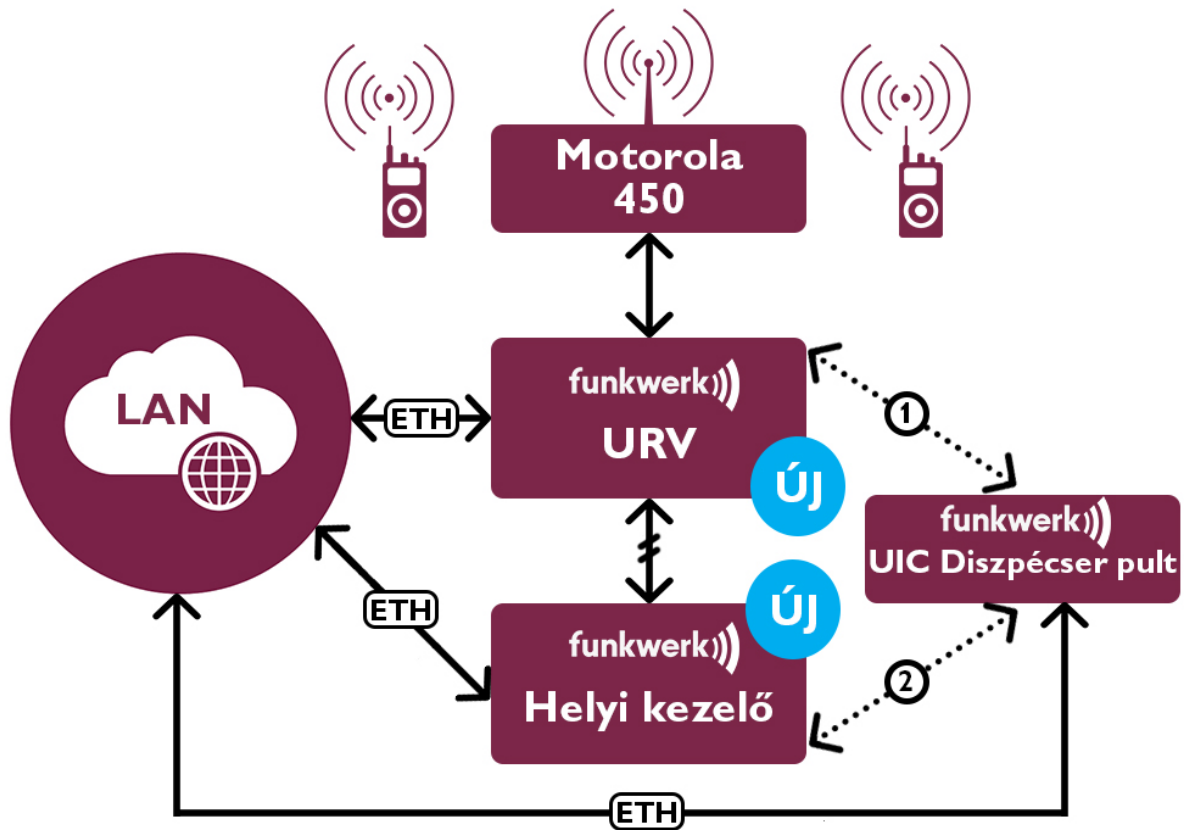 Motorola
450
LAN
ETH
funkwerk
URV
ÚJ
1
funkwerk
UIC Diszpécser pult
ETH
ÚJ
funkwerk
Helyi kezelő
2
ETH